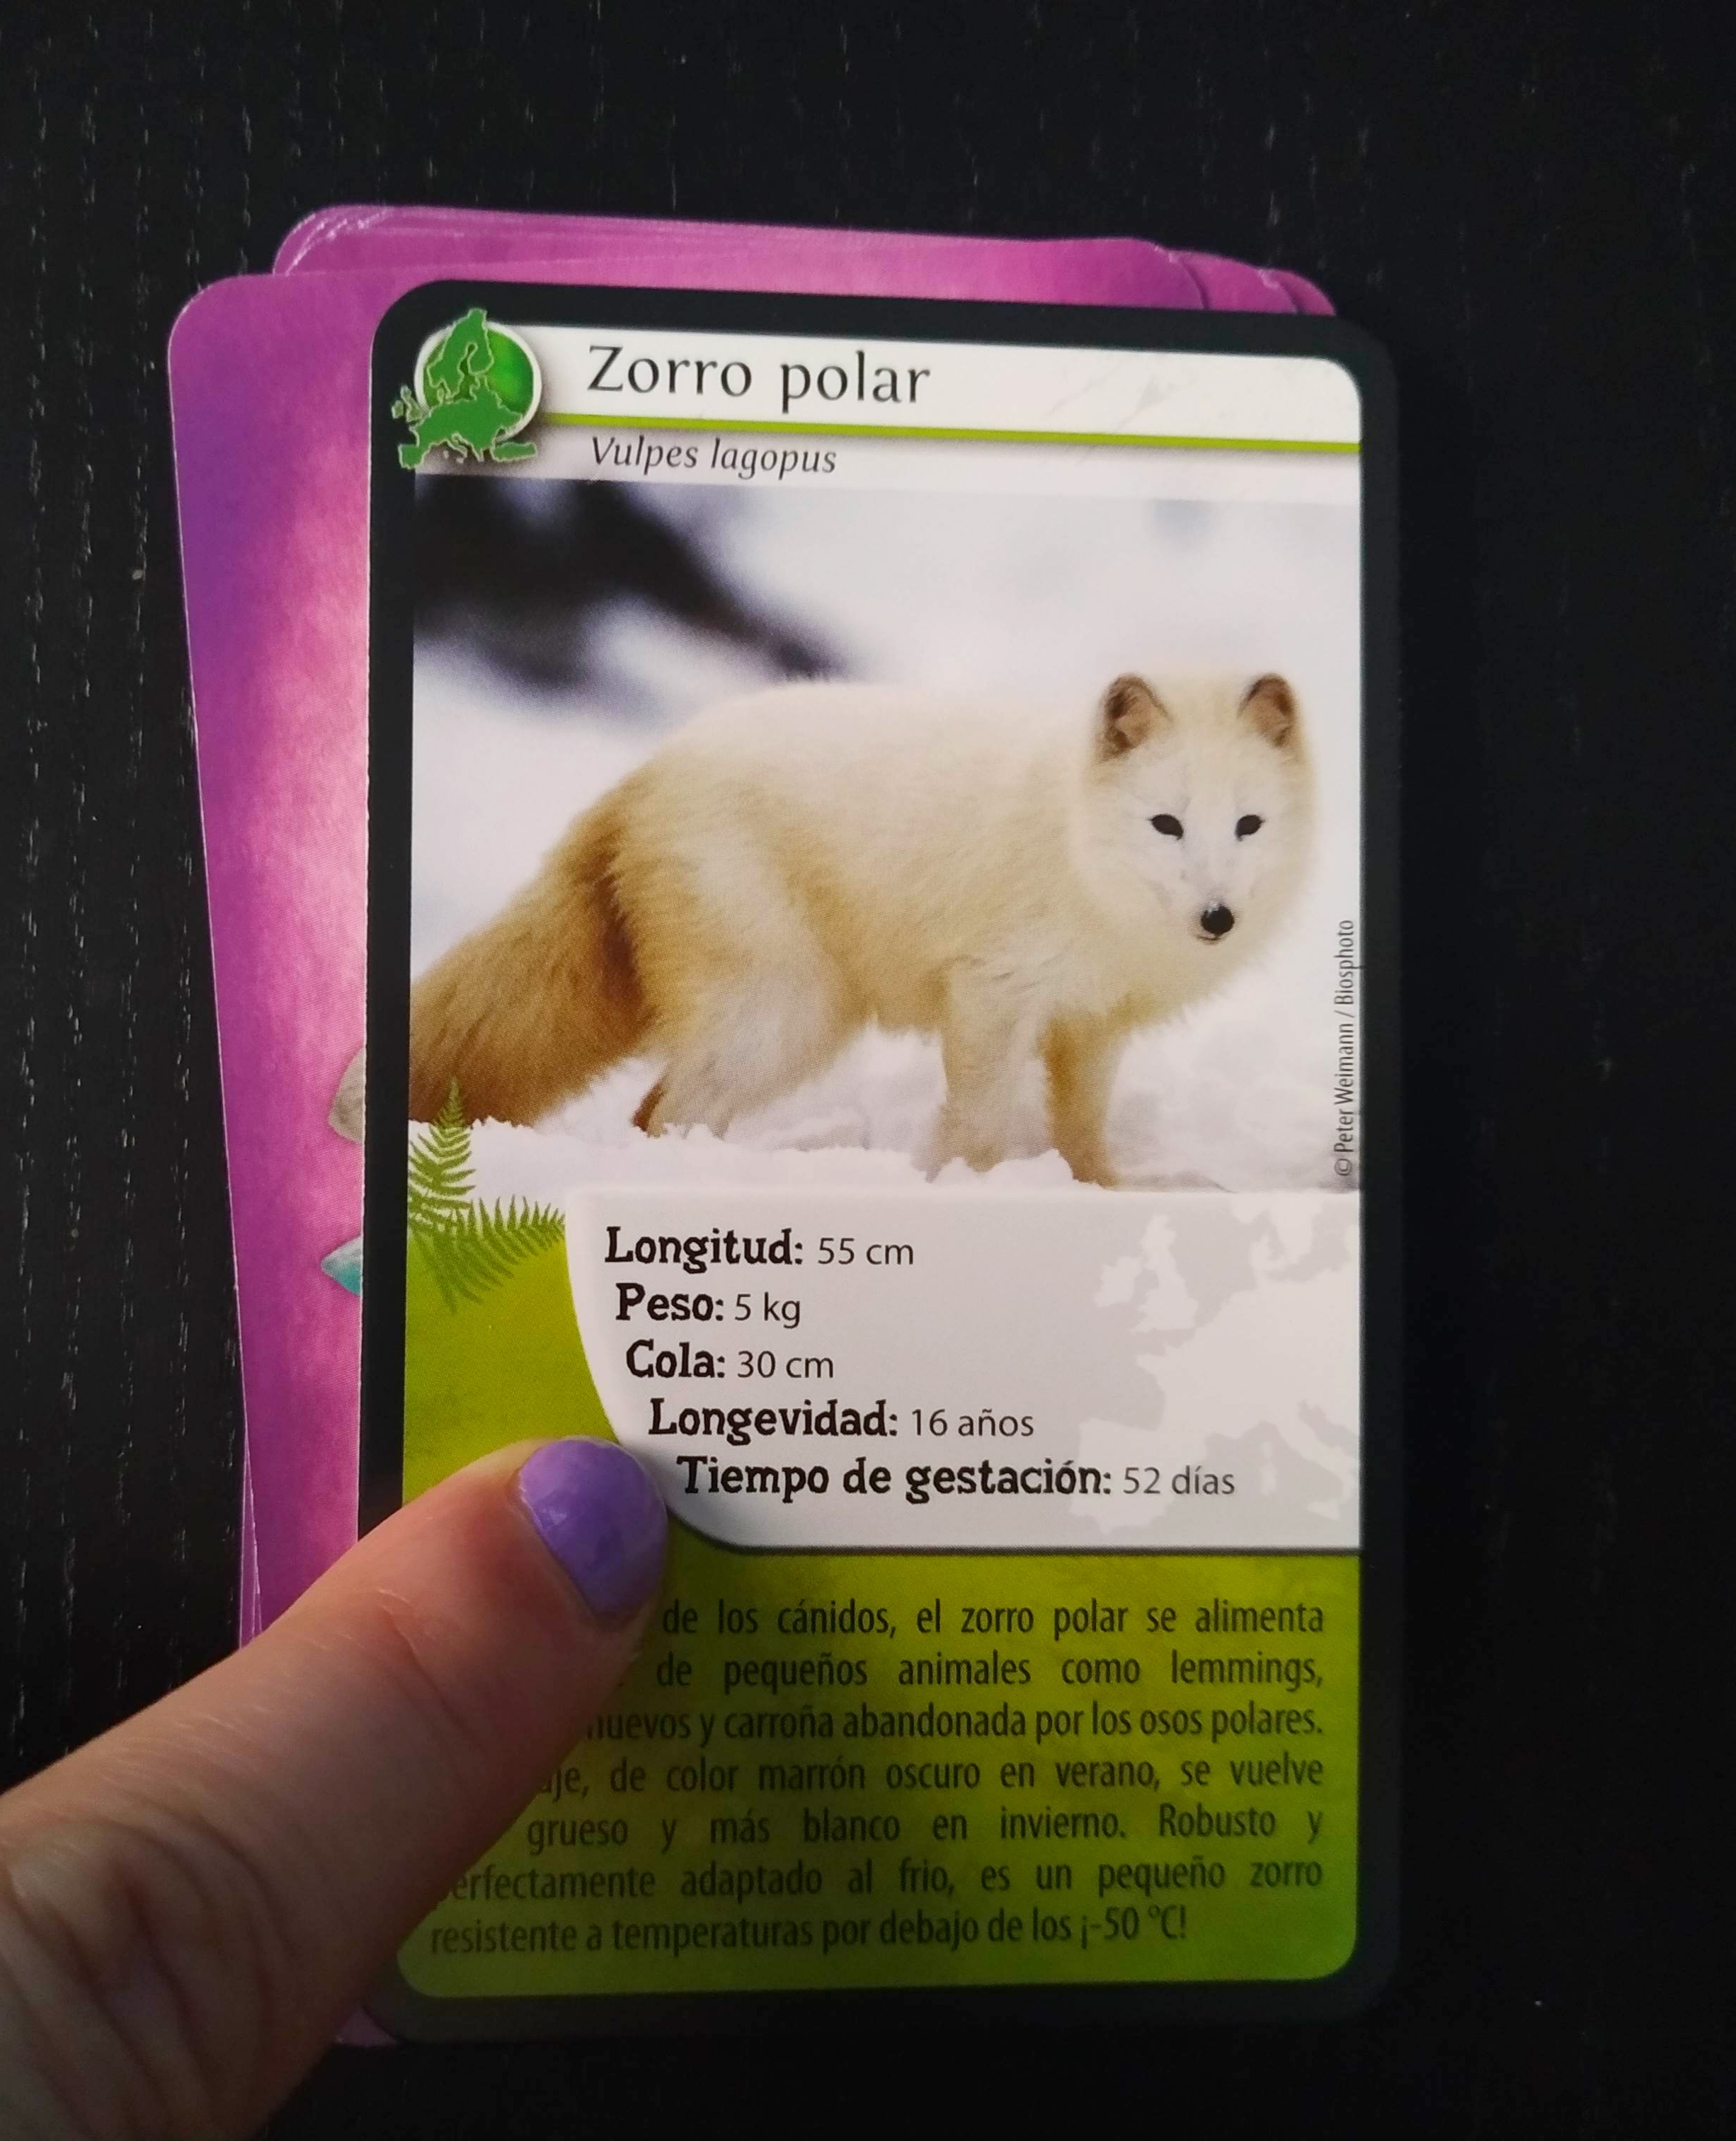 Zorro polar
Vulpes lagopus
© Peter Weimann / Biosphoto
Longitud: 55 cm
Peso: 5 kg
Cola: 30 cm
Longevidad: 16 años
Tiempo de gestación: 52 días
de los cánidos, el zorro polar se alimenta
de pequeños animales como lemmings,
y carroña abandonada por los osos polares.
de color marrón oscuro en verano, se vuelve
grueso y más blanco en invierno. Robusto y
adaptado al frio, es un pequeño zorro
resistente a temperaturas por debajo de los ¡-50 °C!